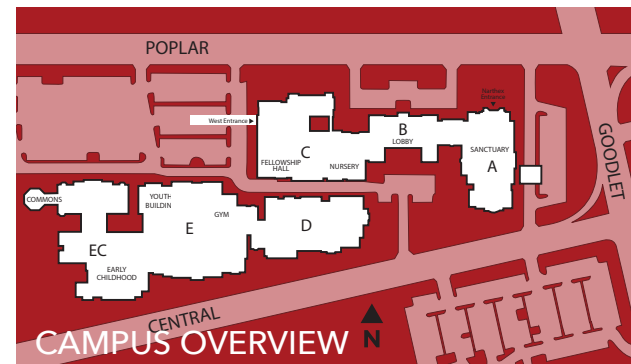 POPLAR
Narthex
Entrance
West Entrance ▶
B
LOBBY
C
FELLOWSHIP
HALL
NURSERY
SANCTUARY
A
GOODLET
COMMONS
YOUTH
BUILDING
GYM
E
D
EC
EARLY
CHILDHOOD
CENTRAL
CAMPUS OVERVIEW
N